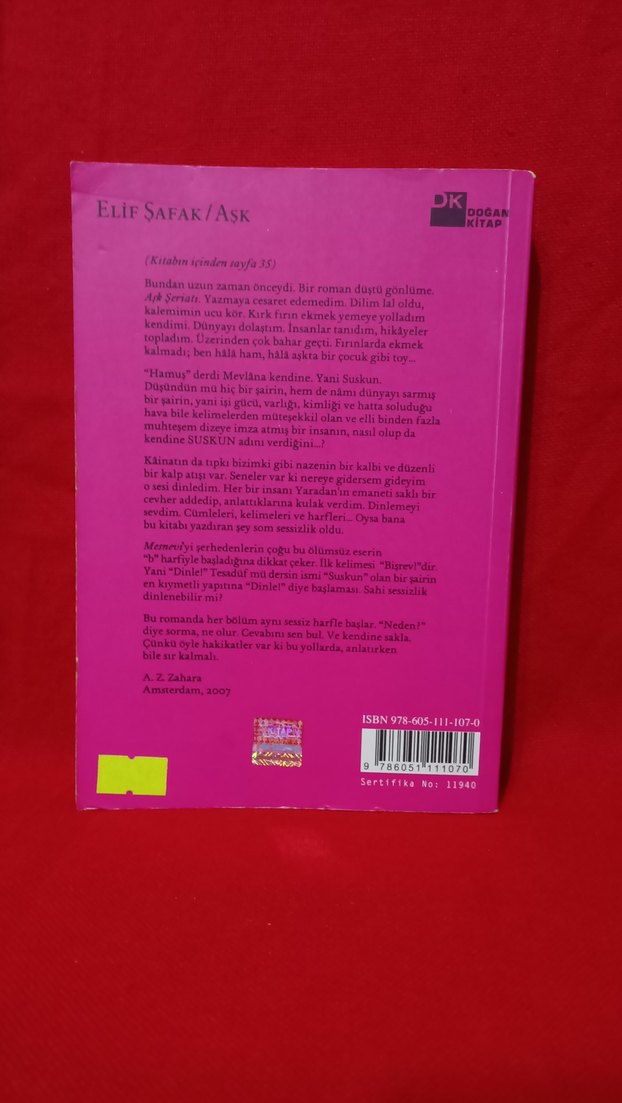 ELİF ŞAFAK / AŞK
DK
DOĞAN
KİTAP
(Kitabın içinden sayfa 35)
Bundan uzun zaman önceydi. Bir roman düştü gönlüme.
Aşk Şeriatı. Yazmaya cesaret edemedim. Dilim lal oldu,
kalemimin ucu kör. Kırk fırın ekmek yemeye yolladım
kendimi. Dünyayı dolaştım. İnsanlar tanıdım, hikâyeler
topladım. Üzerinden çok bahar geçti. Fırınlarda ekmek
kalmadı; ben hâlâ ham, hâlâ aşkta bir çocuk gibi toy...
“Hamuş” derdi Mevlâna kendine. Yani Suskun.
Düşündün mü hiç bir şairin, hem de nâmı dünyayı sarmış
bir şairin, yani işi gücü, varlığı, kimliği ve hatta soluduğu
hava bile kelimelerden müteşekkil olan ve elli binden fazla
muhteşem dizeye imza atmış bir insanın, nasıl olup da
kendine SUSKUN adını verdiğini...?
Kâinatın da tıpkı bizimki gibi nazenin bir kalbi ve düzenli
bir kalp atışı var. Seneler var ki nereye gidersem gideyim
o sesi dinledim. Her bir insanı Yaradan’ın emaneti saklı bir
cevher addedip, anlattıklarına kulak verdim. Dinlemeyi
sevdim. Cümleleri, kelimeleri ve harfleri... Oysa bana
bu kitabı yazdıran şey som sessizlik oldu.
Mesnevi’yi şerhedenlerin çoğu bu ölümsüz eserin
“b” harfiyle başladığına dikkat çeker. İlk kelimesi “Bişrev!”dir.
Yani “Dinle!” Tesadüf mü dersin ismi “Suskun” olan bir şairin
en kıymetli yapıtına “Dinle!” diye başlaması. Sahi sessizlik
dinlenebilir mi?
Bu romanda her bölüm aynı sessiz harfle başlar. “Neden?”
diye sorma, ne olur. Cevabını sen bul. Ve kendine sakla.
Çünkü öyle hakikatler var ki bu yollarda, anlatırken
bile sır kalmalı.
A. Z. Zahara
Amsterdam, 2007
KİTAP
ISBN 978-605-111-107-0
9 786051 111070
Sertifika No: 11940